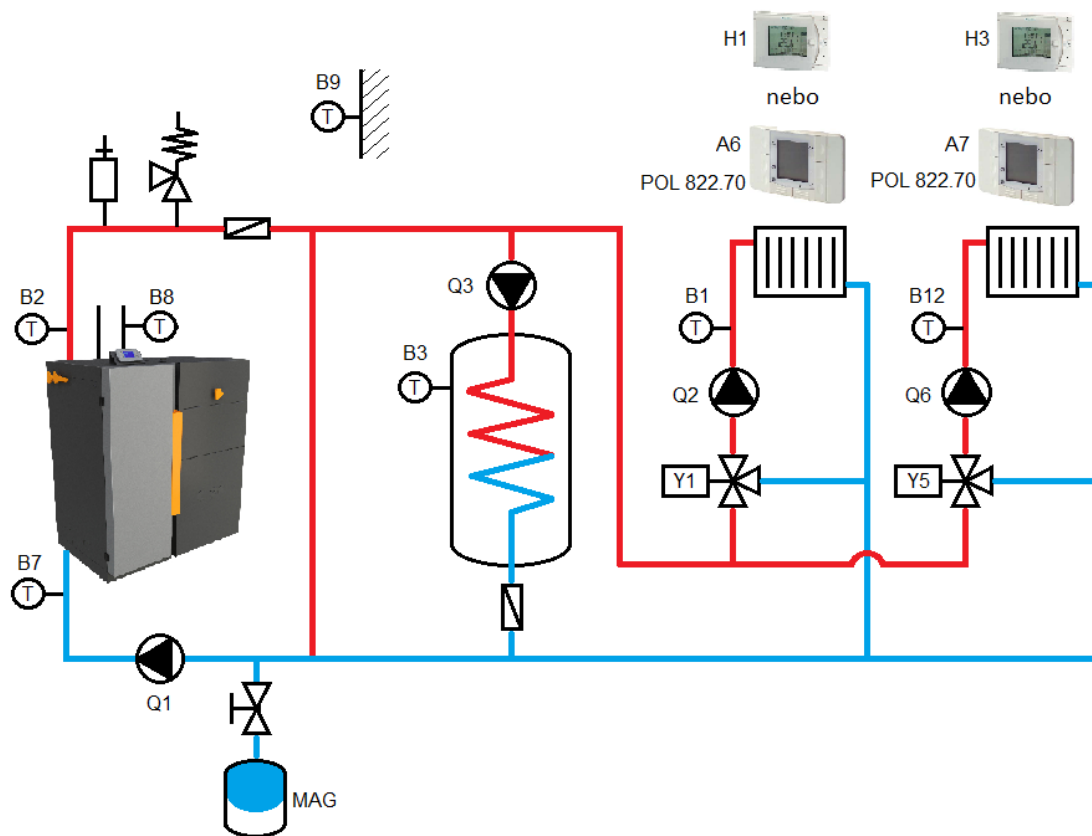 H1
H3
B9
T
nebo
nebo
A6
A7
POL 822.70
POL 822.70
Q3
B2
T
B8
T
B1
T
B12
T
B3
T
Q2
Q6
Y1
Y5
B7
T
Q1
MAG